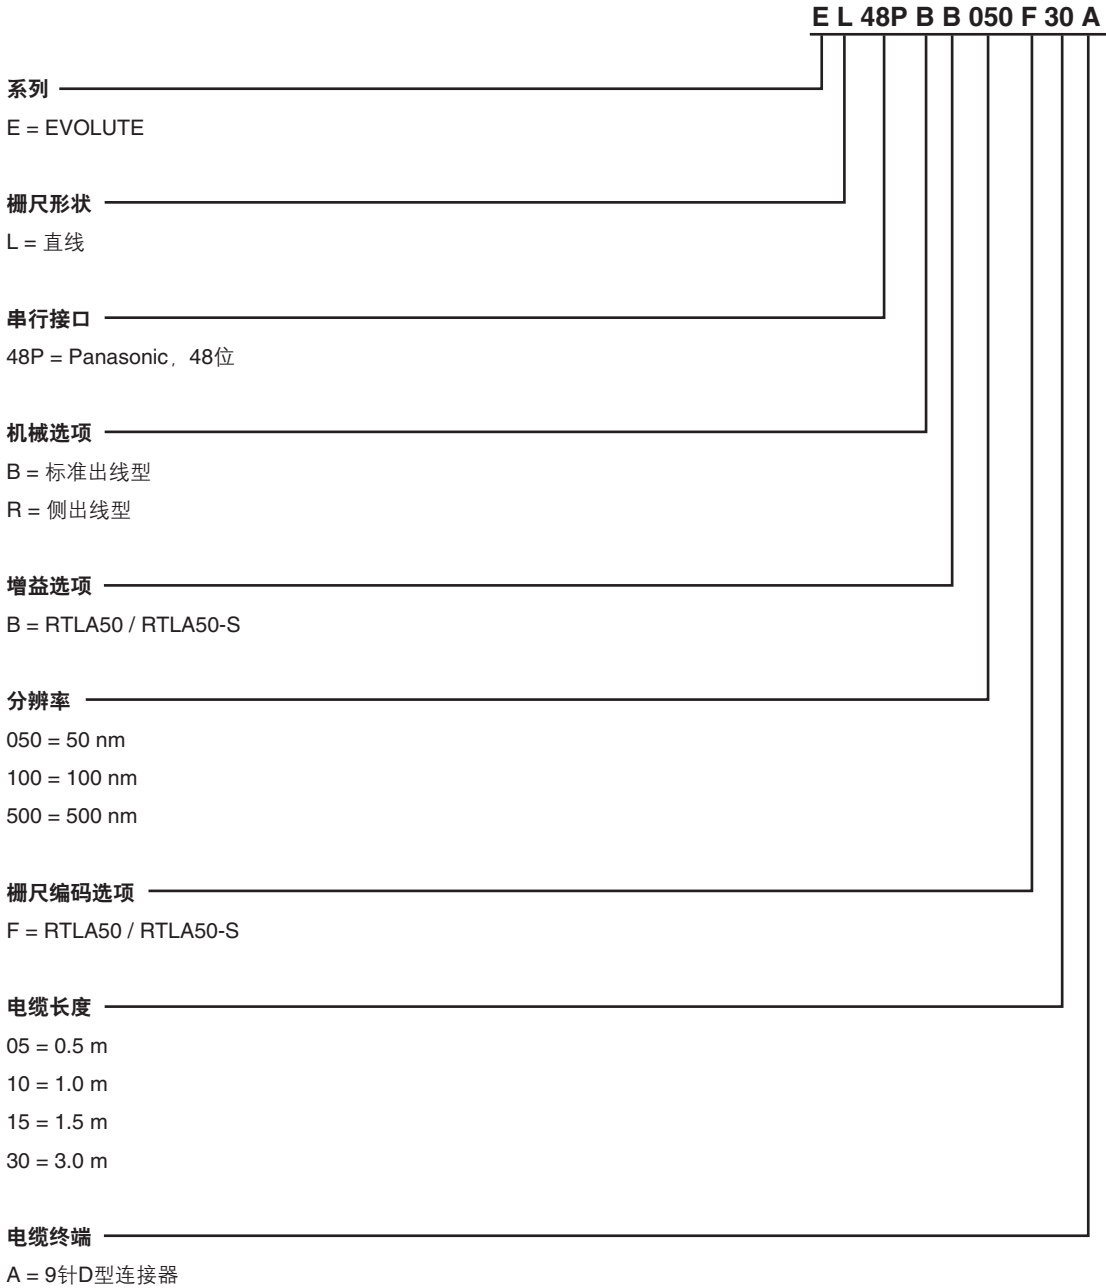 E L 48P B B 050 F 30 A
系列
E = EVOLUTE
栅尺形状
L = 直线
串行接口
48P = Panasonic，48位
机械选项
B = 标准出线型
R = 侧出线型
增益选项
B = RTLA50 / RTLA50-S
分辨率
050 = 50 nm
100 = 100 nm
500 = 500 nm
栅尺编码选项
F = RTLA50 / RTLA50-S
电缆长度
05 = 0.5 m
10 = 1.0 m
15 = 1.5 m
30 = 3.0 m
电缆终端
A = 9针D型连接器